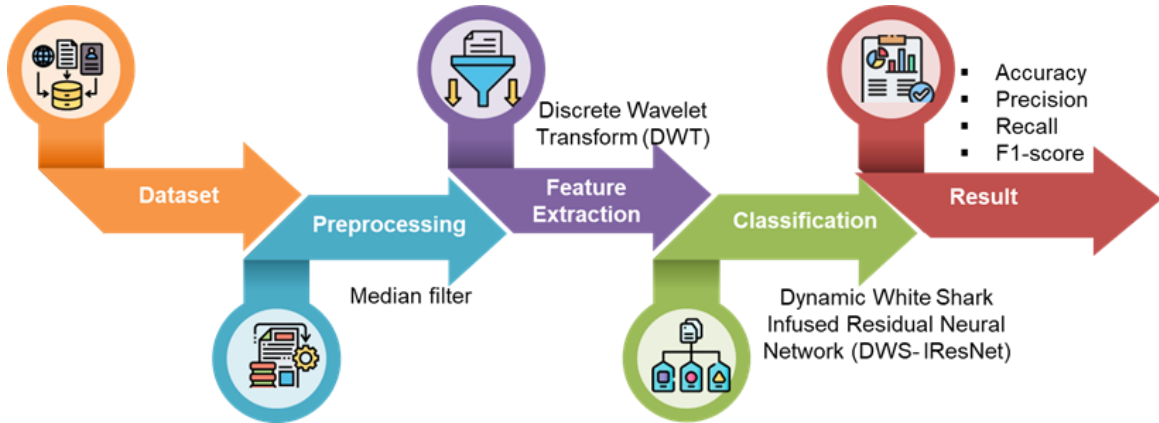 Dataset
Preprocessing
Median filter
Discrete Wavelet
Transform (DWT)
Feature
Extraction
Classification
Dynamic White Shark
Infused Residual Neural
Network (DWS- IResNet)
▪ Accuracy
▪ Precision
▪ Recall
▪ F1-score
Result